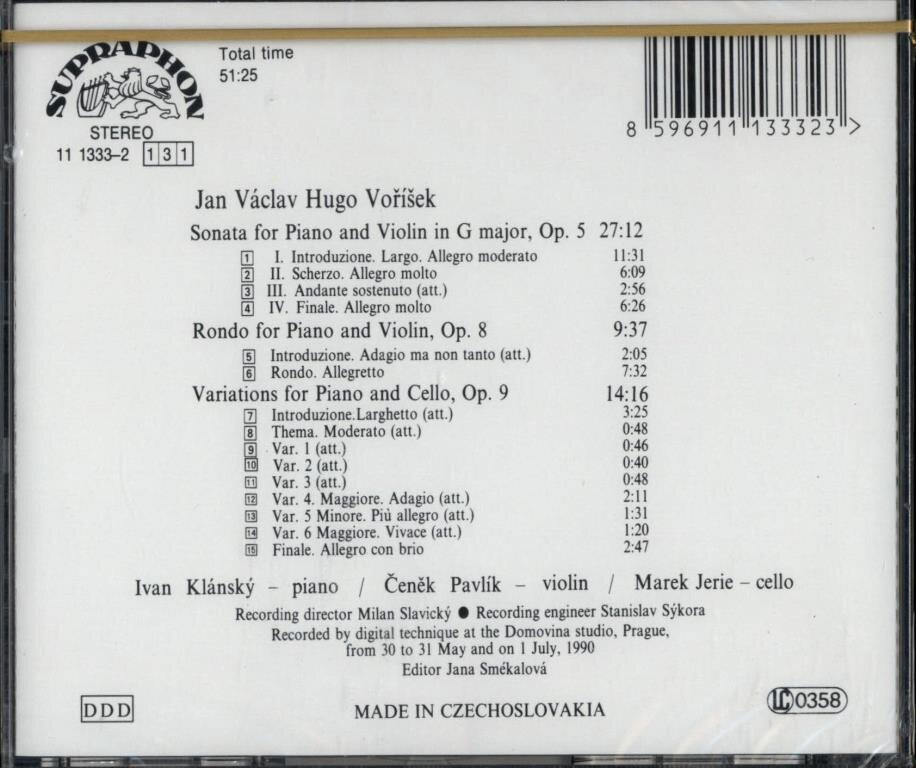 SUPRAPHON
Total time
51:25
STEREO
11 1333-2 131
8 596911 133323 >
Jan Václav Hugo Voříšek
Sonata for Piano and Violin in G major, Op. 5 27:12
1 I. Introduzione. Largo. Allegro moderato 11:31
2 II. Scherzo. Allegro molto 6:09
3 III. Andante sostenuto (att.) 2:56
4 IV. Finale. Allegro molto 6:26
Rondo for Piano and Violin, Op. 8 9:37
5 Introduzione. Adagio ma non tanto (att.) 2:05
6 Rondo. Allegretto 7:32
Variations for Piano and Cello, Op. 9 14:16
7 Introduzione.Larghetto (att.) 3:25
8 Thema. Moderato (att.) 0:48
9 Var. 1 (att.) 0:46
10 Var. 2 (att.) 0:40
11 Var. 3 (att.) 0:48
12 Var. 4. Maggiore. Adagio (att.) 2:11
13 Var. 5 Minore. Più allegro (att.) 1:31
14 Var. 6 Maggiore. Vivace (att.) 1:20
15 Finale. Allegro con brio 2:47
Ivan Klánský – piano / Čeněk Pavlík – violin / Marek Jerie – cello
Recording director Milan Slavický ● Recording engineer Stanislav Sýkora
Recorded by digital technique at the Domovina studio, Prague,
from 30 to 31 May and on 1 July, 1990
Editor Jana Smékalová
DDD
MADE IN CZECHOSLOVAKIA
LC 0358